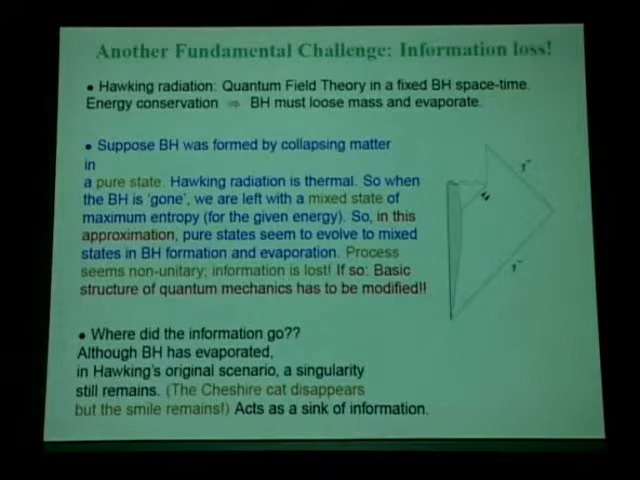 Another Fundamental Challenge: Information loss!
• Hawking radiation: Quantum Field Theory in a fixed BH space-time.
Energy conservation ⇒ BH must loose mass and evaporate.
• Suppose BH was formed by collapsing matter
in
a pure state. Hawking radiation is thermal. So when
the BH is ‘gone’, we are left with a mixed state of
maximum entropy (for the given energy). So, in this
approximation, pure states seem to evolve to mixed
states in BH formation and evaporation. Process
seems non-unitary; information is lost! If so: Basic
structure of quantum mechanics has to be modified!!
• Where did the information go??
Although BH has evaporated,
in Hawking's original scenario, a singularity
still remains. (The Cheshire cat disappears
but the smile remains!) Acts as a sink of information.